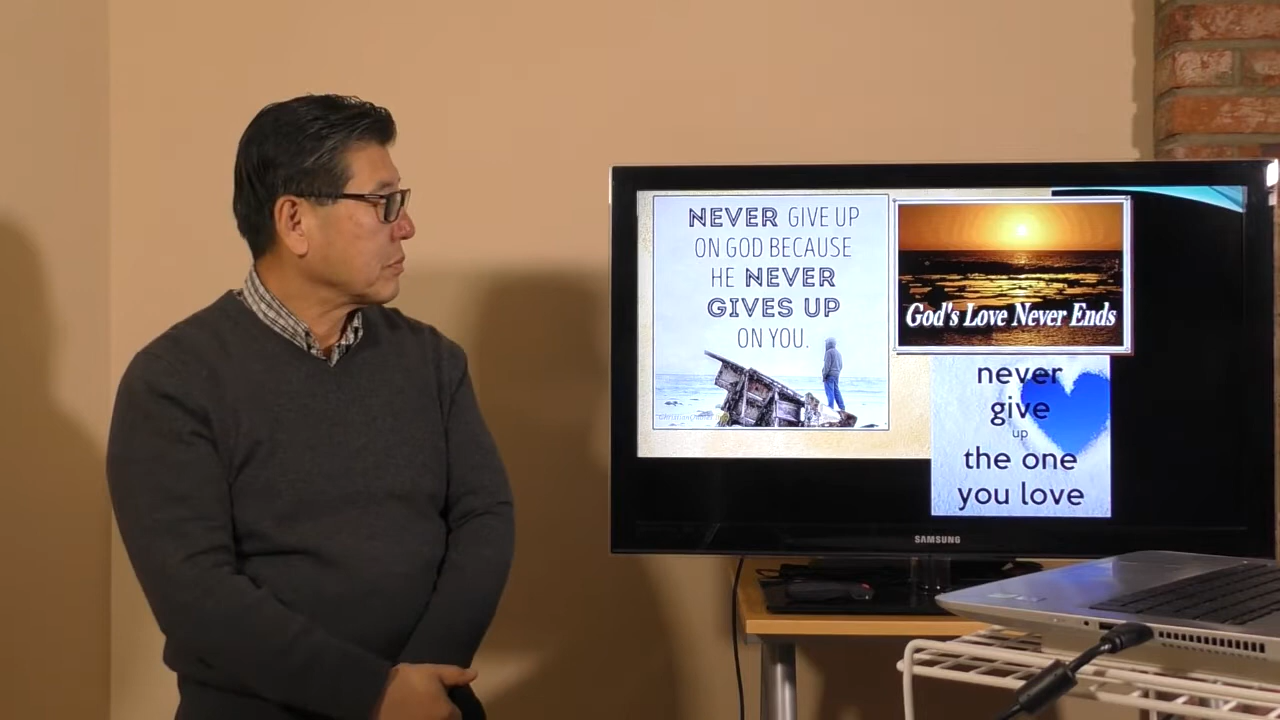 NEVER GIVE UP
ON GOD BECAUSE
HE NEVER
GIVES UP
ON YOU.
God's Love Never Ends
never
give
up
the one
you love
SAMSUNG